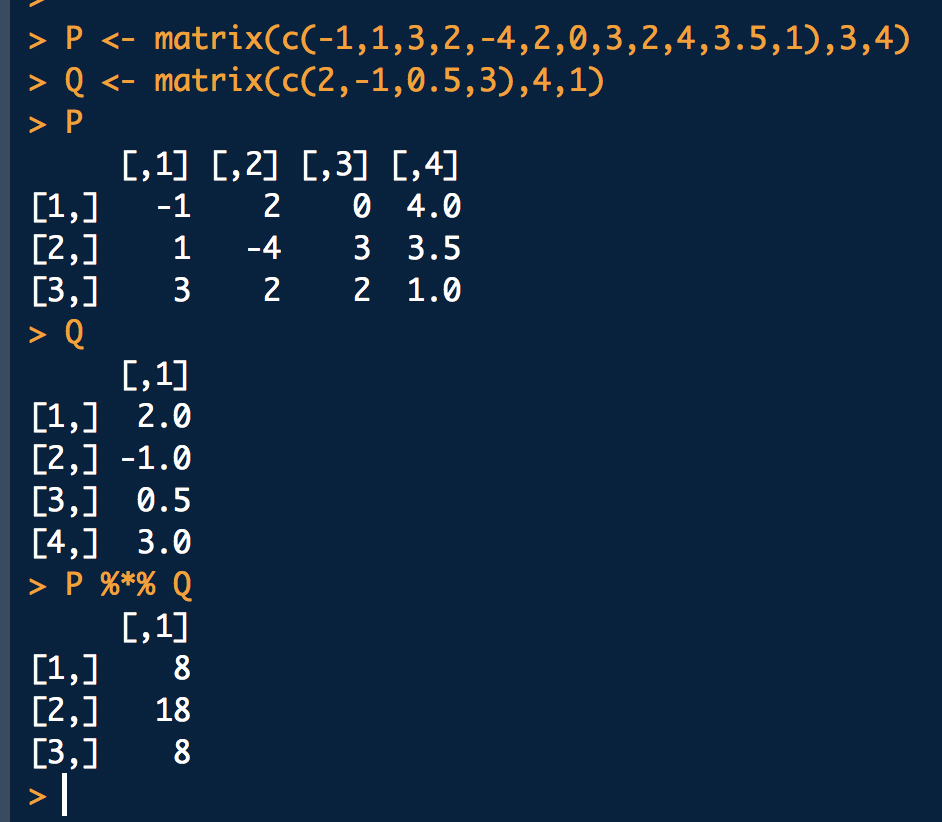 >
> P <- matrix(c(-1,1,3,2,-4,2,0,3,2,4,3.5,1),3,4)
> Q <- matrix(c(2,-1,0.5,3),4,1)
> P
     [,1] [,2] [,3] [,4]
[1,]   -1    2    0  4.0
[2,]    1   -4    3  3.5
[3,]    3    2    2  1.0
> Q
     [,1]
[1,]  2.0
[2,] -1.0
[3,]  0.5
[4,]  3.0
> P %*% Q
     [,1]
[1,]    8
[2,]   18
[3,]    8
>